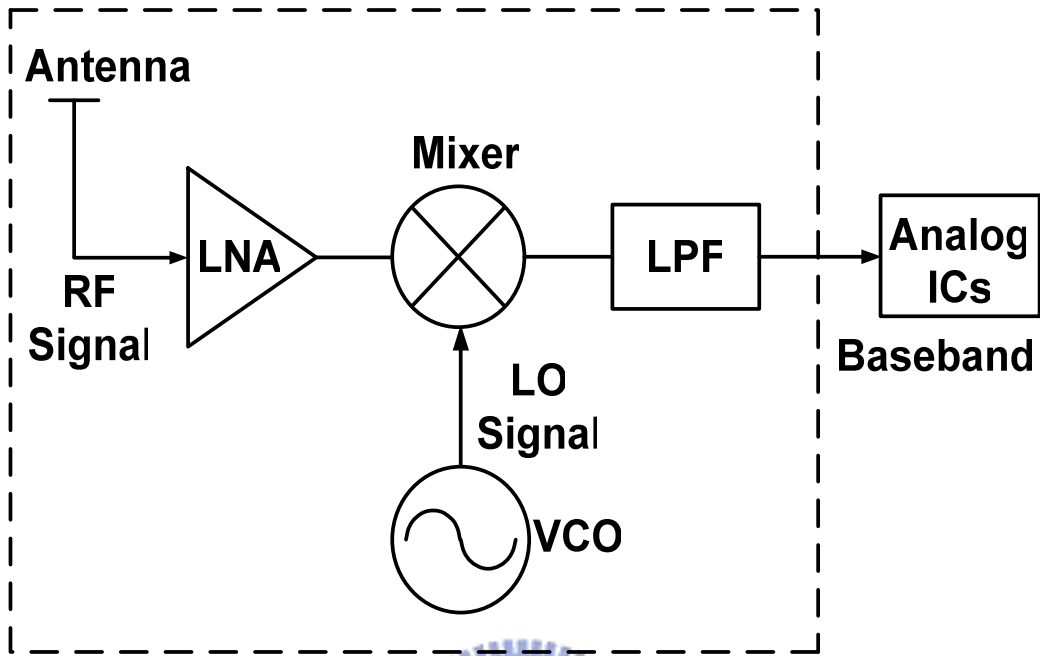 Antenna
Mixer
LNA
LPF
Analog
ICs
RF
Signal
Baseband
LO
Signal
VCO